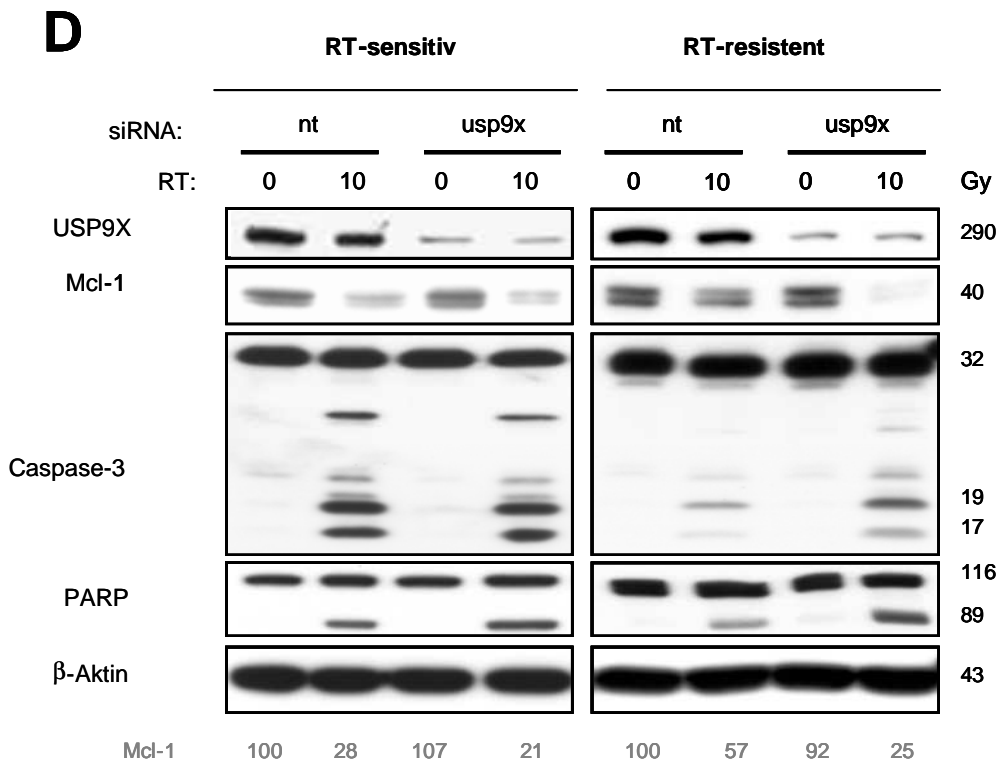 D
RT-sensitiv RT-resistent
siRNA: nt usp9x nt usp9x
RT: 0 10 0 10 0 10 0 10 Gy
USP9X 290
Mcl-1 40
32
Caspase-3
19
17
116
PARP
89
β-Aktin 43
Mcl-1 100 28 107 21 100 57 92 25